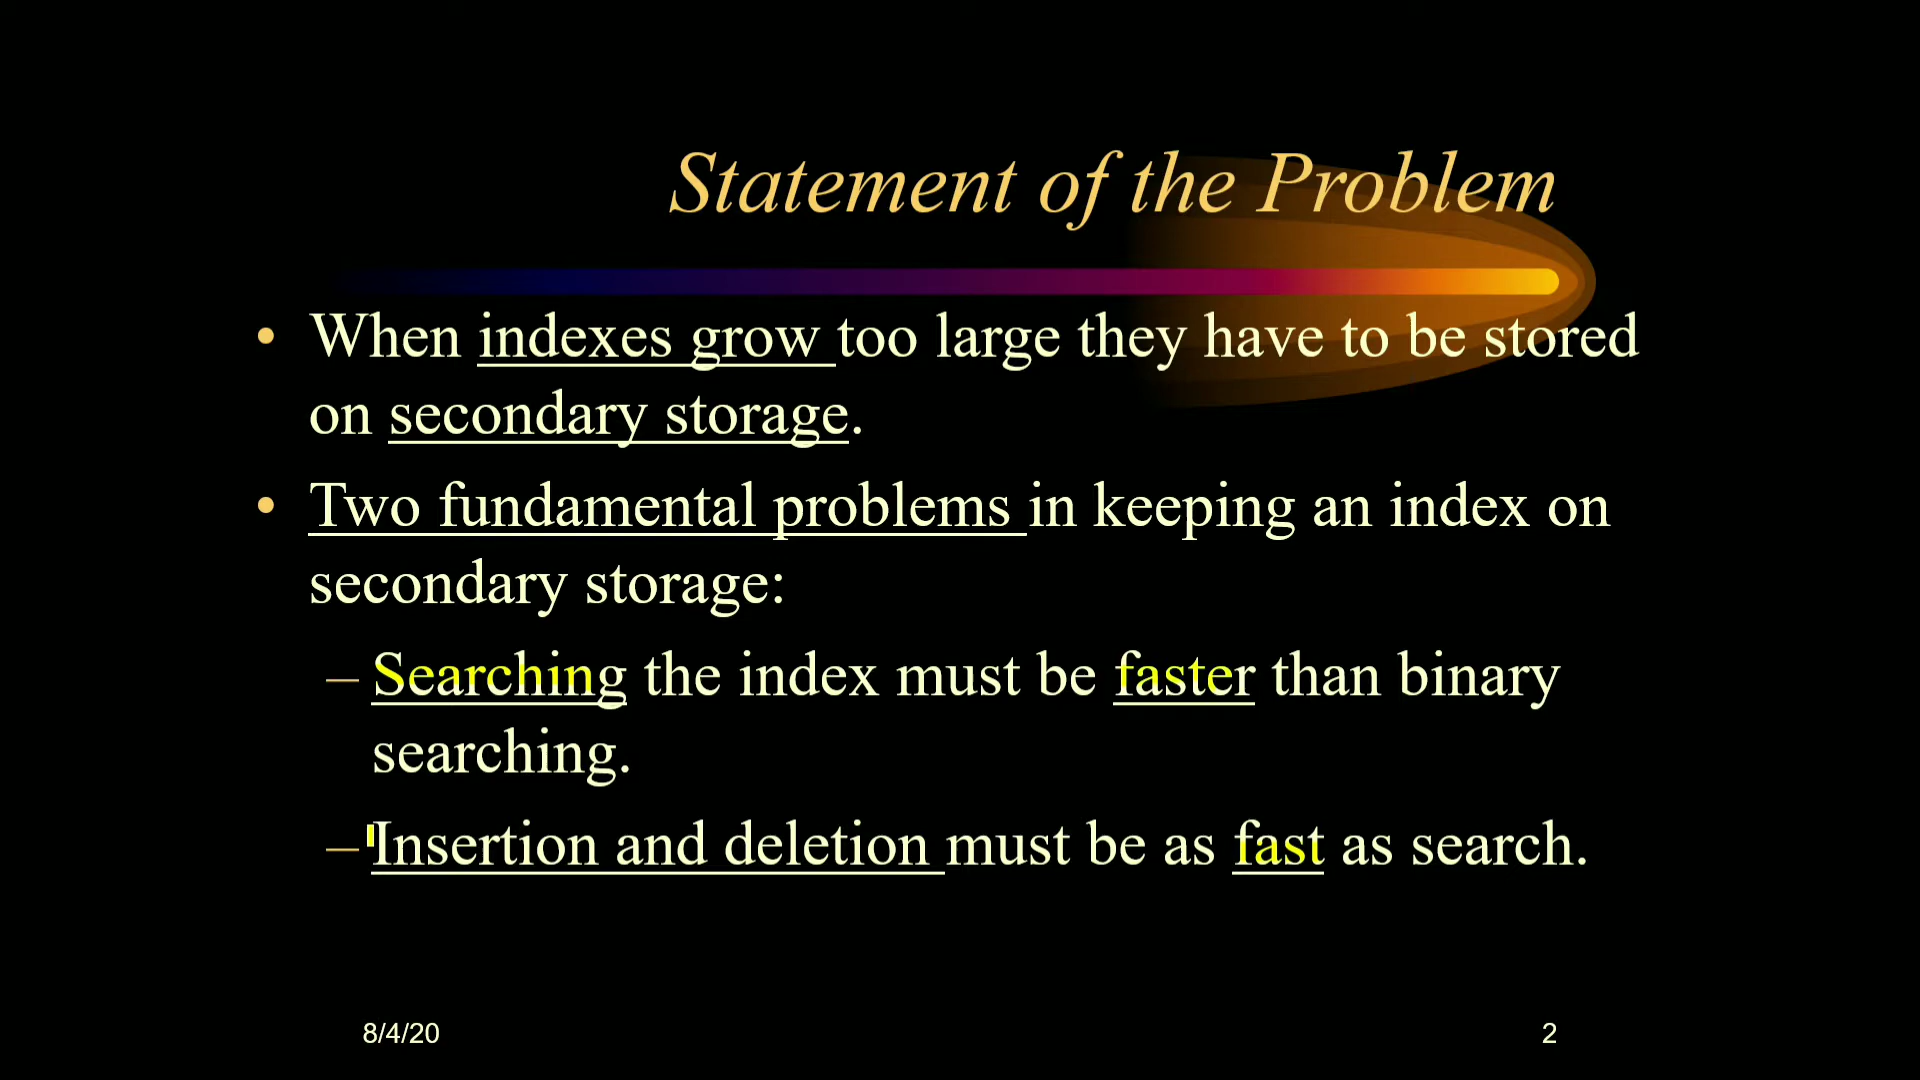 Statement of the Problem
• When indexes grow too large they have to be stored
on secondary storage.
• Two fundamental problems in keeping an index on
secondary storage:
– Searching the index must be faster than binary
searching.
– Insertion and deletion must be as fast as search.
8/4/20
2